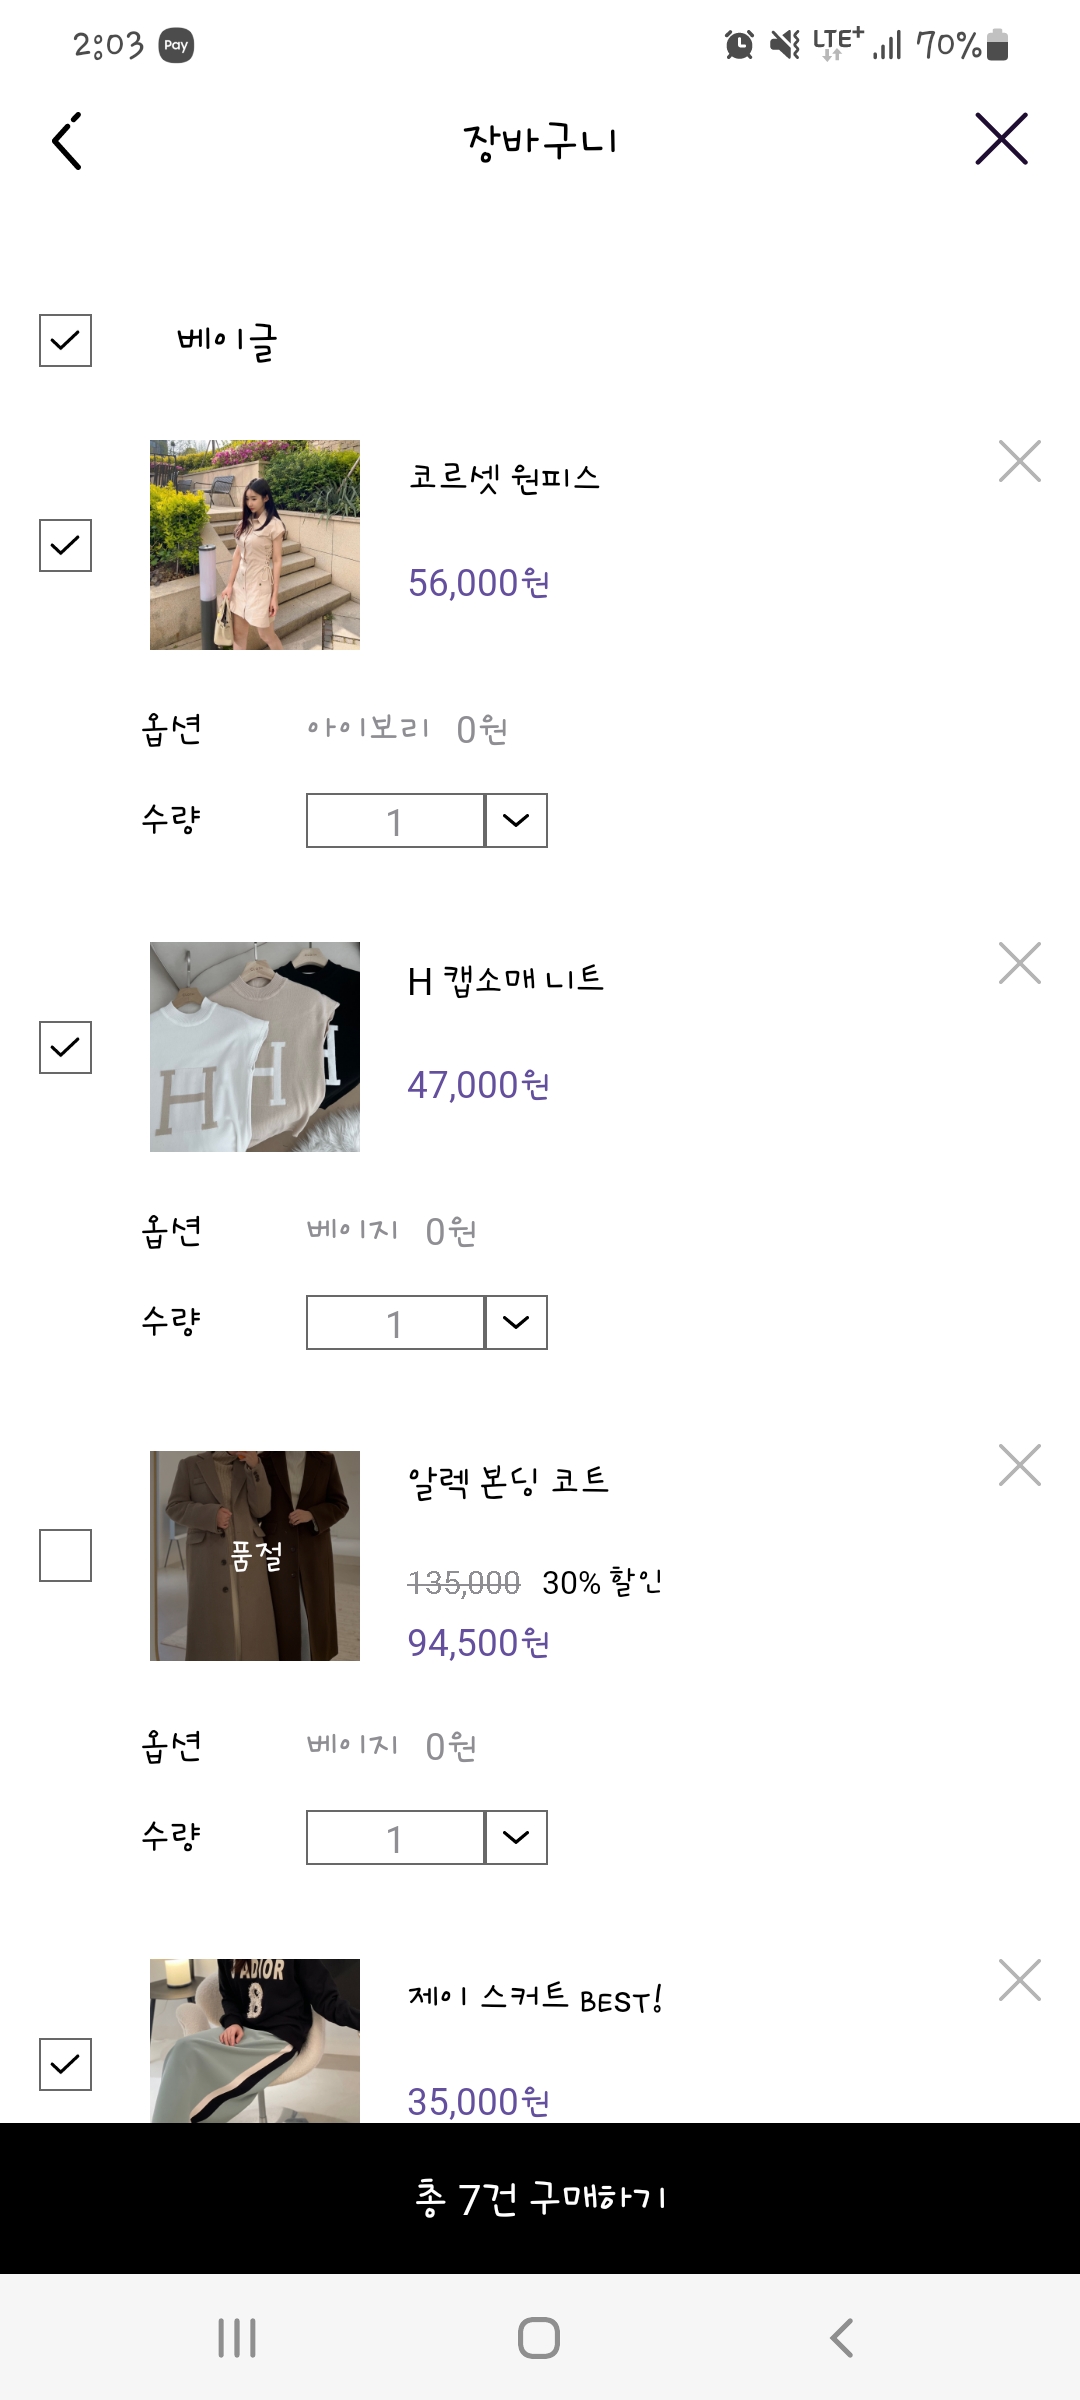 2:03 Pay LTE+ 70%
장바구니
베이글
코르셋 원피스
56,000원
옵션 아이보리 0원
수량 1
H 캡소매 니트
47,000원
H H H
옵션 베이지 0원
수량 1
알렉 본딩 코트
품절
135,000 30% 할인
94,500원
옵션 베이지 0원
수량 1
J'ADIOR
8
제이 스커트 BEST!
35,000원
총 7건 구매하기